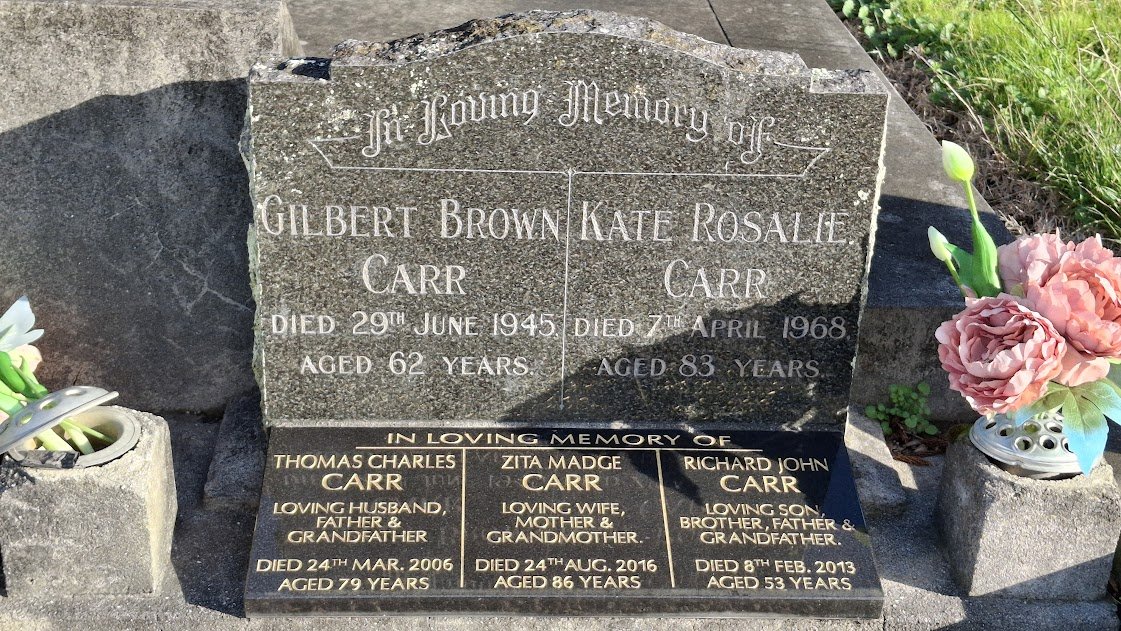 In Loving Memory of
GILBERT BROWN
CARR
DIED 29TH JUNE 1945
AGED 62 YEARS.
KATE ROSALIE.
CARR
DIED 7TH APRIL 1968
AGED 83 YEARS.
IN LOVING MEMORY OF
THOMAS CHARLES
CARR
LOVING HUSBAND,
FATHER &
GRANDFATHER
DIED 24TH MAR. 2006
AGED 79 YEARS
ZITA MADGE
CARR
LOVING WIFE,
MOTHER &
GRANDMOTHER.
DIED 24TH AUG. 2016
AGED 86 YEARS
RICHARD JOHN
CARR
LOVING SON,
BROTHER, FATHER &
GRANDFATHER.
DIED 8TH FEB. 2013
AGED 53 YEARS